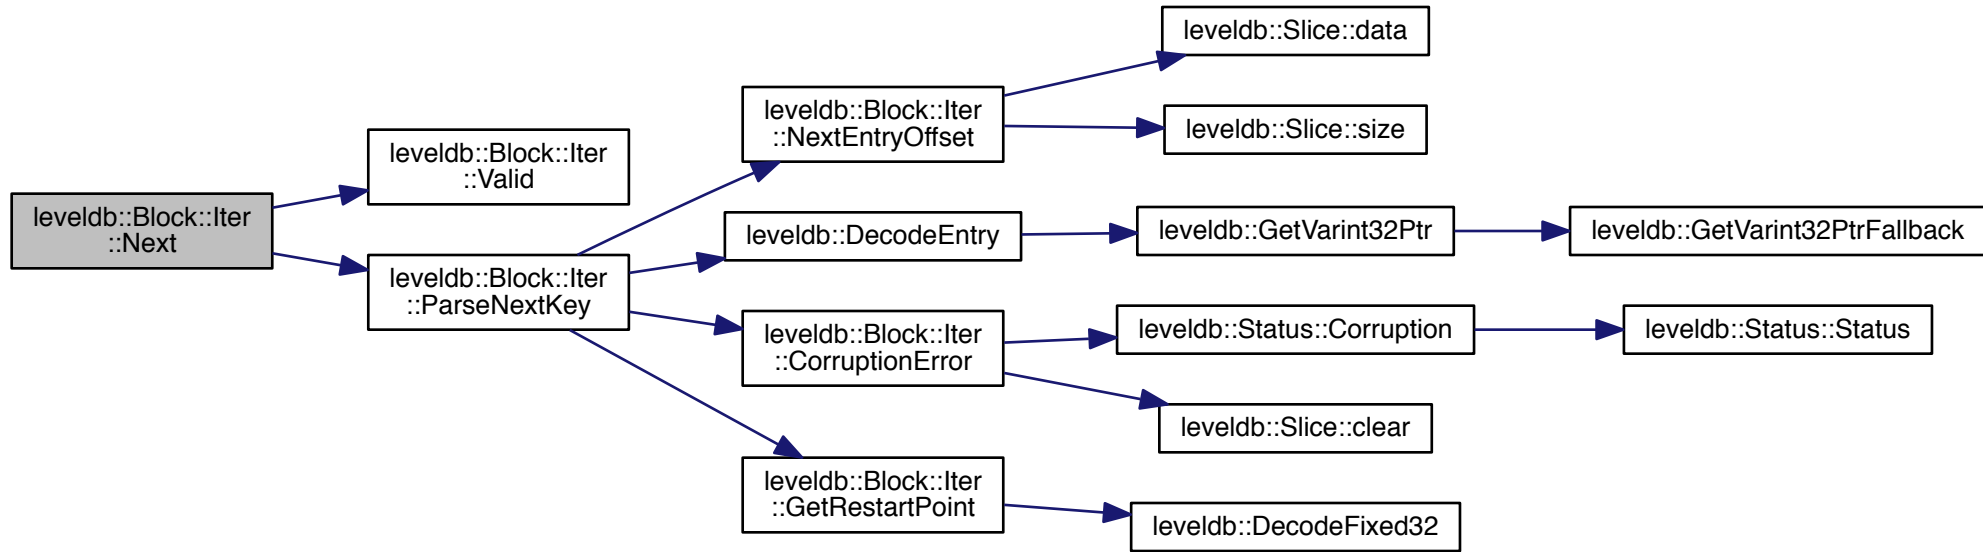 leveldb::Block::Iter
::Next
leveldb::Block::Iter
::Valid
leveldb::Block::Iter
::ParseNextKey
leveldb::Block::Iter
::NextEntryOffset
leveldb::DecodeEntry
leveldb::Block::Iter
::CorruptionError
leveldb::Block::Iter
::GetRestartPoint
leveldb::Slice::data
leveldb::Slice::size
leveldb::GetVarint32Ptr
leveldb::Status::Corruption
leveldb::Slice::clear
leveldb::DecodeFixed32
leveldb::GetVarint32PtrFallback
leveldb::Status::Status